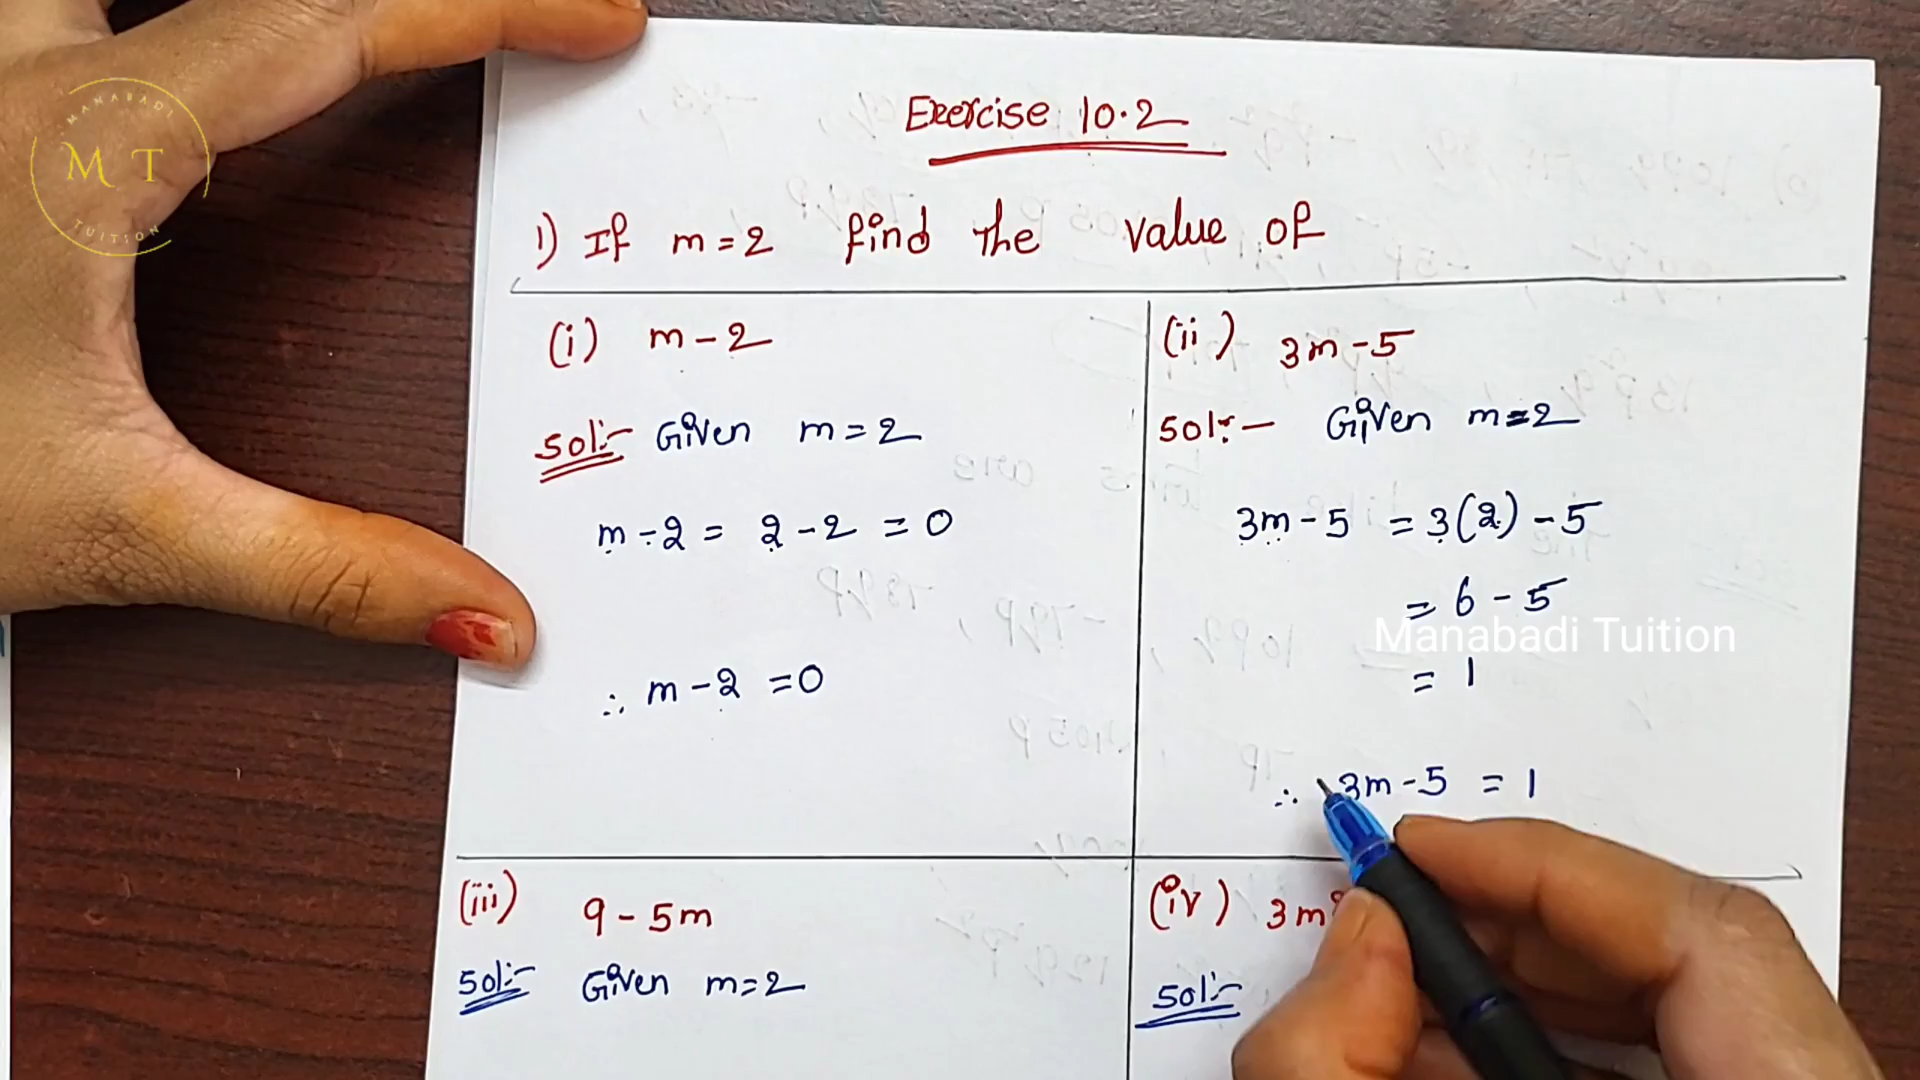 MANABADI
M T
TUITION
Exercise 10.2
1) If m = 2 find the value of
(i) m - 2
Sol:- Given m = 2
m - 2 = 2 - 2 = 0
∴ m - 2 = 0
(ii) 3m - 5
Sol:- Given m = 2
3m - 5 = 3(2) - 5
= 6 - 5
Manabadi Tuition
= 1
∴ 3m - 5 = 1
(iii) 9 - 5m
Sol:- Given m = 2
(iv) 3m
Sol:-